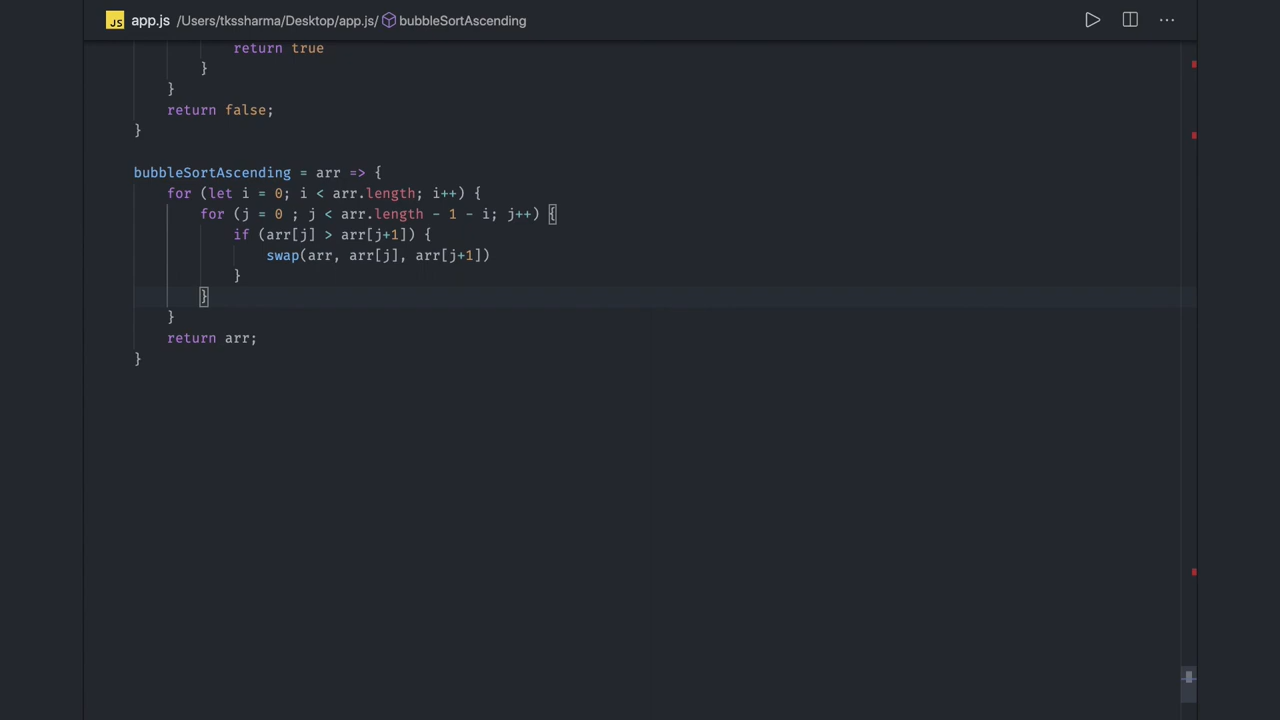 JS app.js /Users/tkssharma/Desktop/app.js/ bubbleSortAscending ...
return true
}
}
return false;
}
bubbleSortAscending = arr => {
for (let i = 0; i < arr.length; i++) {
for (j = 0 ; j < arr.length - 1 - i; j++) {
if (arr[j] > arr[j+1]) {
swap(arr, arr[j], arr[j+1])
}
}
}
return arr;
}